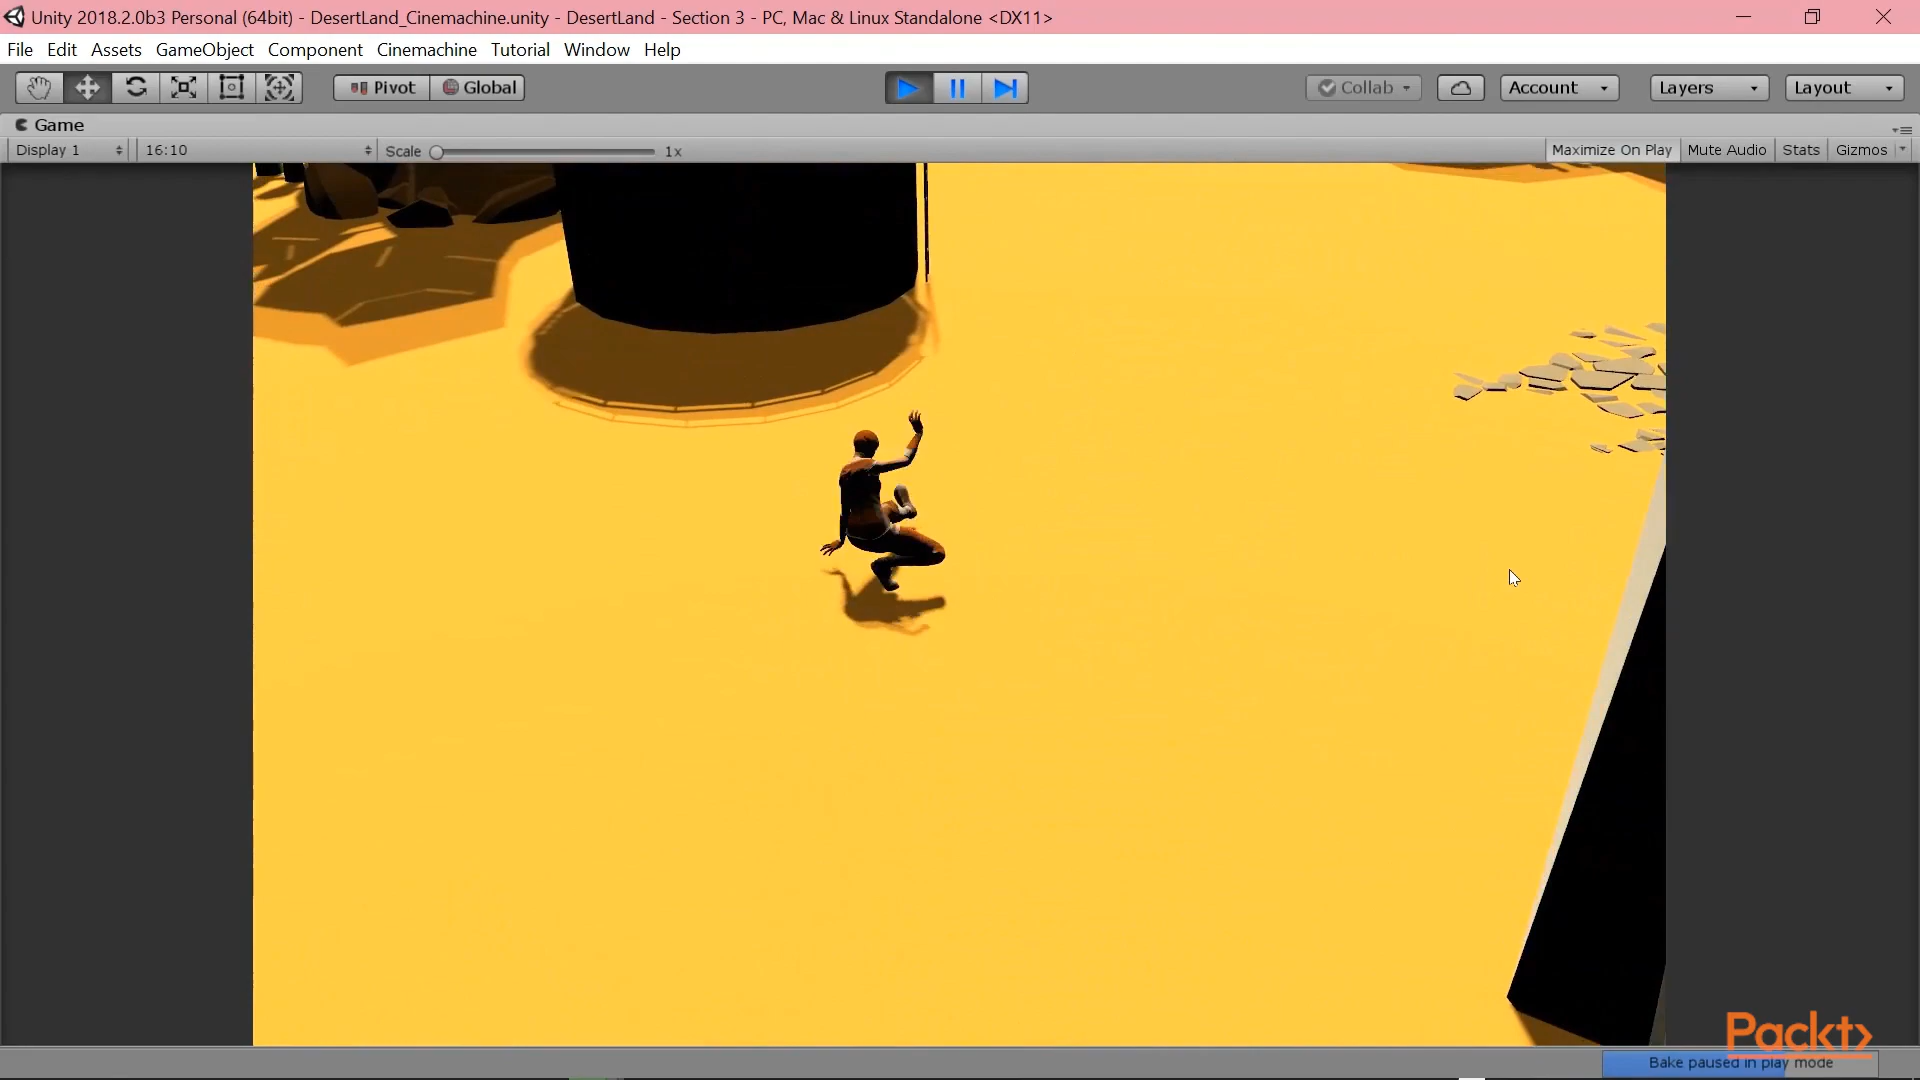 Unity 2018.2.0b3 Personal (64bit) - DesertLand_Cinemachine.unity - DesertLand - Section 3 - PC, Mac & Linux Standalone <DX11>
File Edit Assets GameObject Component Cinemachine Tutorial Window Help
Pivot Global Collab Account Layers Layout
Game
Display 1 16:10 Scale 1x Maximize On Play Mute Audio Stats Gizmos
Packt>
Bake paused in play mode